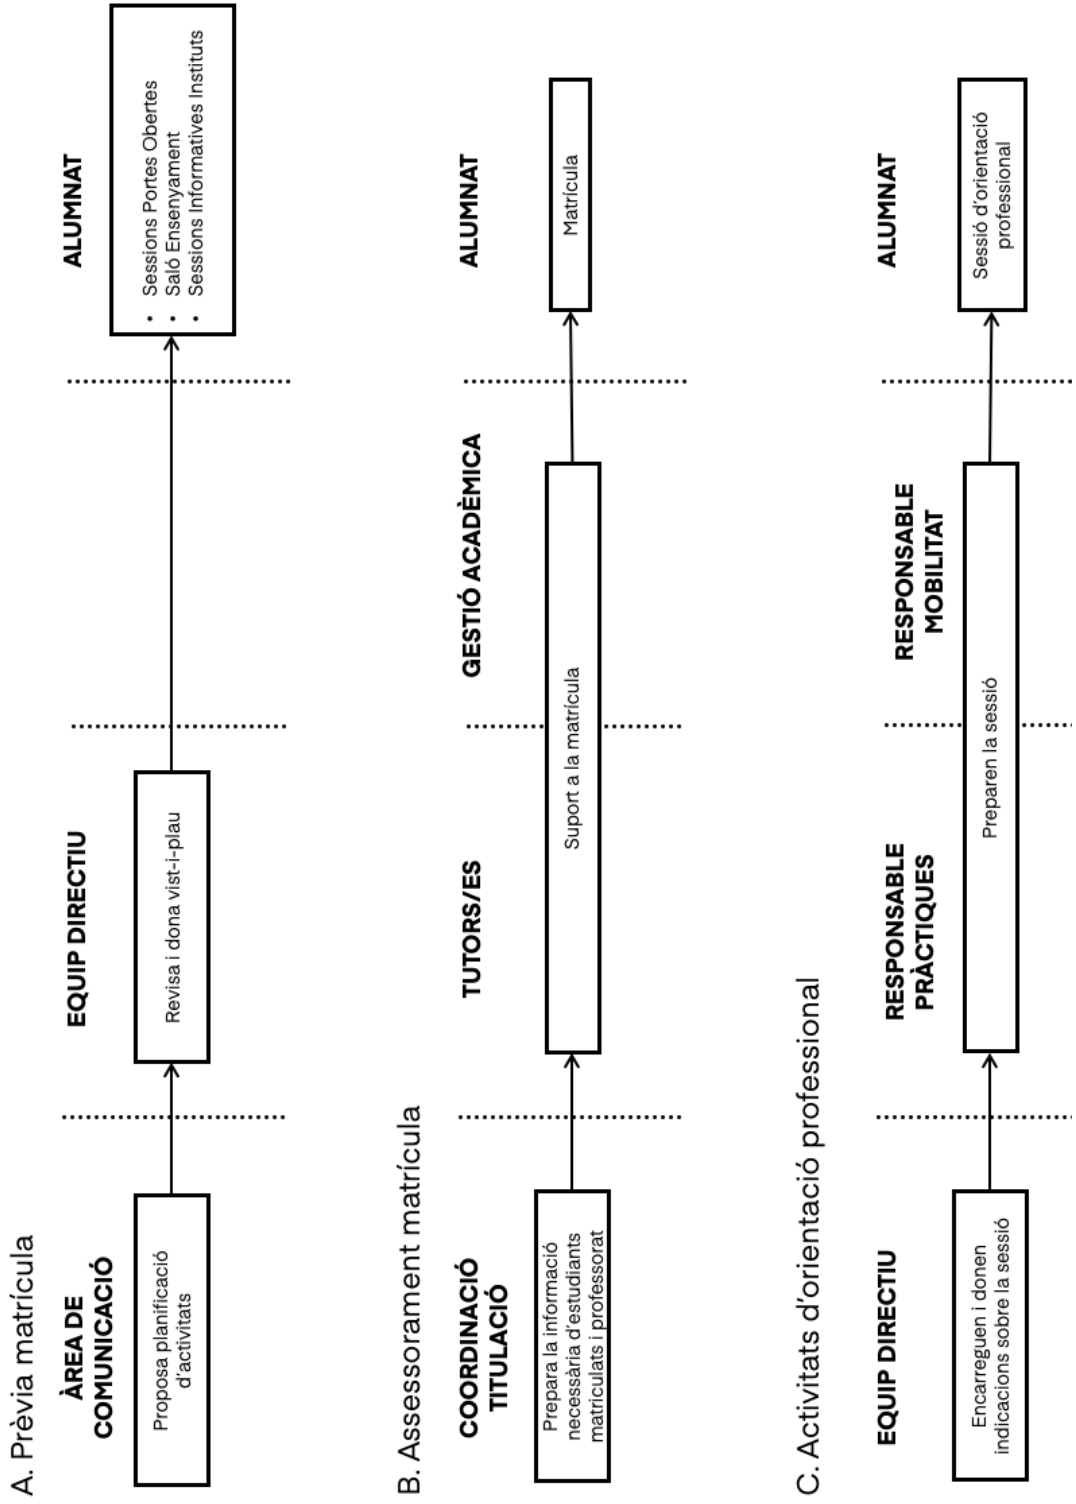 A. Prèvia matrícula
ÀREA DE
COMUNICACIÓ
EQUIP DIRECTIU
ALUMNAT
Proposa planificació
d'activitats
Revisa i dona vist-i-plau
• Sessions Portes Obertes
• Saló Ensenyament
• Sessions Informatives Instituts
B. Assessorament matrícula
COORDINACIÓ
TITULACIÓ
TUTORS/ES
GESTIÓ ACADÈMICA
ALUMNAT
Prepara la informació
necessària d'estudiants
matriculats i professorat
Suport a la matrícula
Matrícula
C. Activitats d'orientació professional
EQUIP DIRECTIU
RESPONSABLE
PRÀCTIQUES
RESPONSABLE
MOBILITAT
ALUMNAT
Encarreguen i donen
indicacions sobre la sessió
Preparen la sessió
Sessió d'orientació
professional